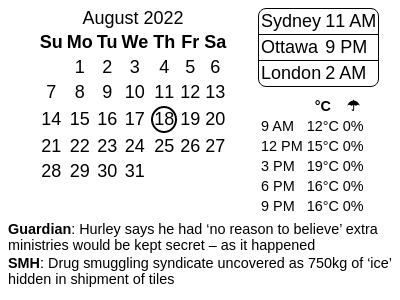 August 2022
Su Mo Tu We Th Fr Sa
1 2 3 4 5 6
7 8 9 10 11 12 13
14 15 16 17 18 19 20
21 22 23 24 25 26 27
28 29 30 31
Sydney 11 AM
Ottawa 9 PM
London 2 AM
°C ☂
9 AM 12°C 0%
12 PM 15°C 0%
3 PM 19°C 0%
6 PM 16°C 0%
9 PM 16°C 0%
Guardian: Hurley says he had ‘no reason to believe’ extra
ministries would be kept secret – as it happened
SMH: Drug smuggling syndicate uncovered as 750kg of ‘ice’
hidden in shipment of tiles